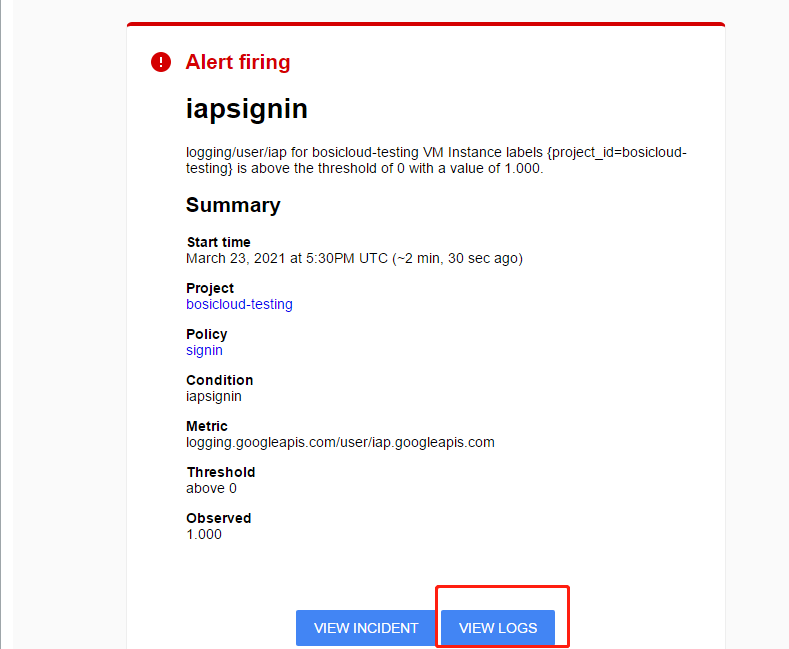 Alert firing
iapsignin
logging/user/iap for bosicloud-testing VM Instance labels {project_id=bosicloud-
testing} is above the threshold of 0 with a value of 1.000.
Summary
Start time
March 23, 2021 at 5:30PM UTC (~2 min, 30 sec ago)
Project
bosicloud-testing
Policy
signin
Condition
iapsignin
Metric
logging.googleapis.com/user/iap.googleapis.com
Threshold
above 0
Observed
1.000
VIEW INCIDENT
VIEW LOGS